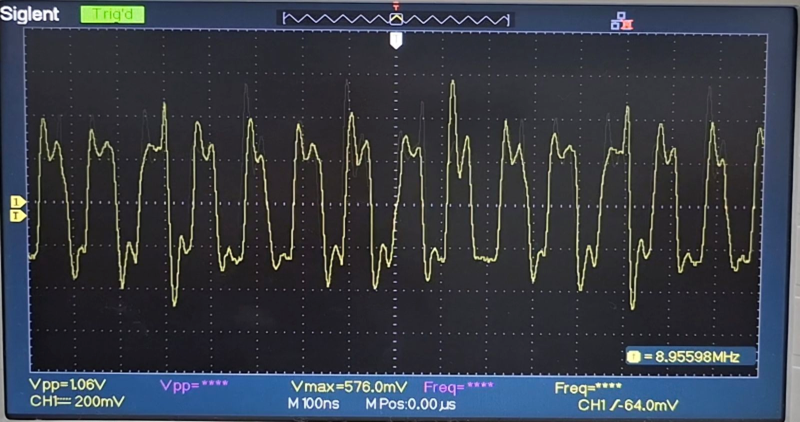 Siglent Trig'd
T
1
T
= 8.95598MHz
Vpp=1.06V Vpp=**** Vmax=576.0mV Freq=**** Freq=****
CH1 200mV M 100ns M Pos:0.00µs CH1 -64.0mV